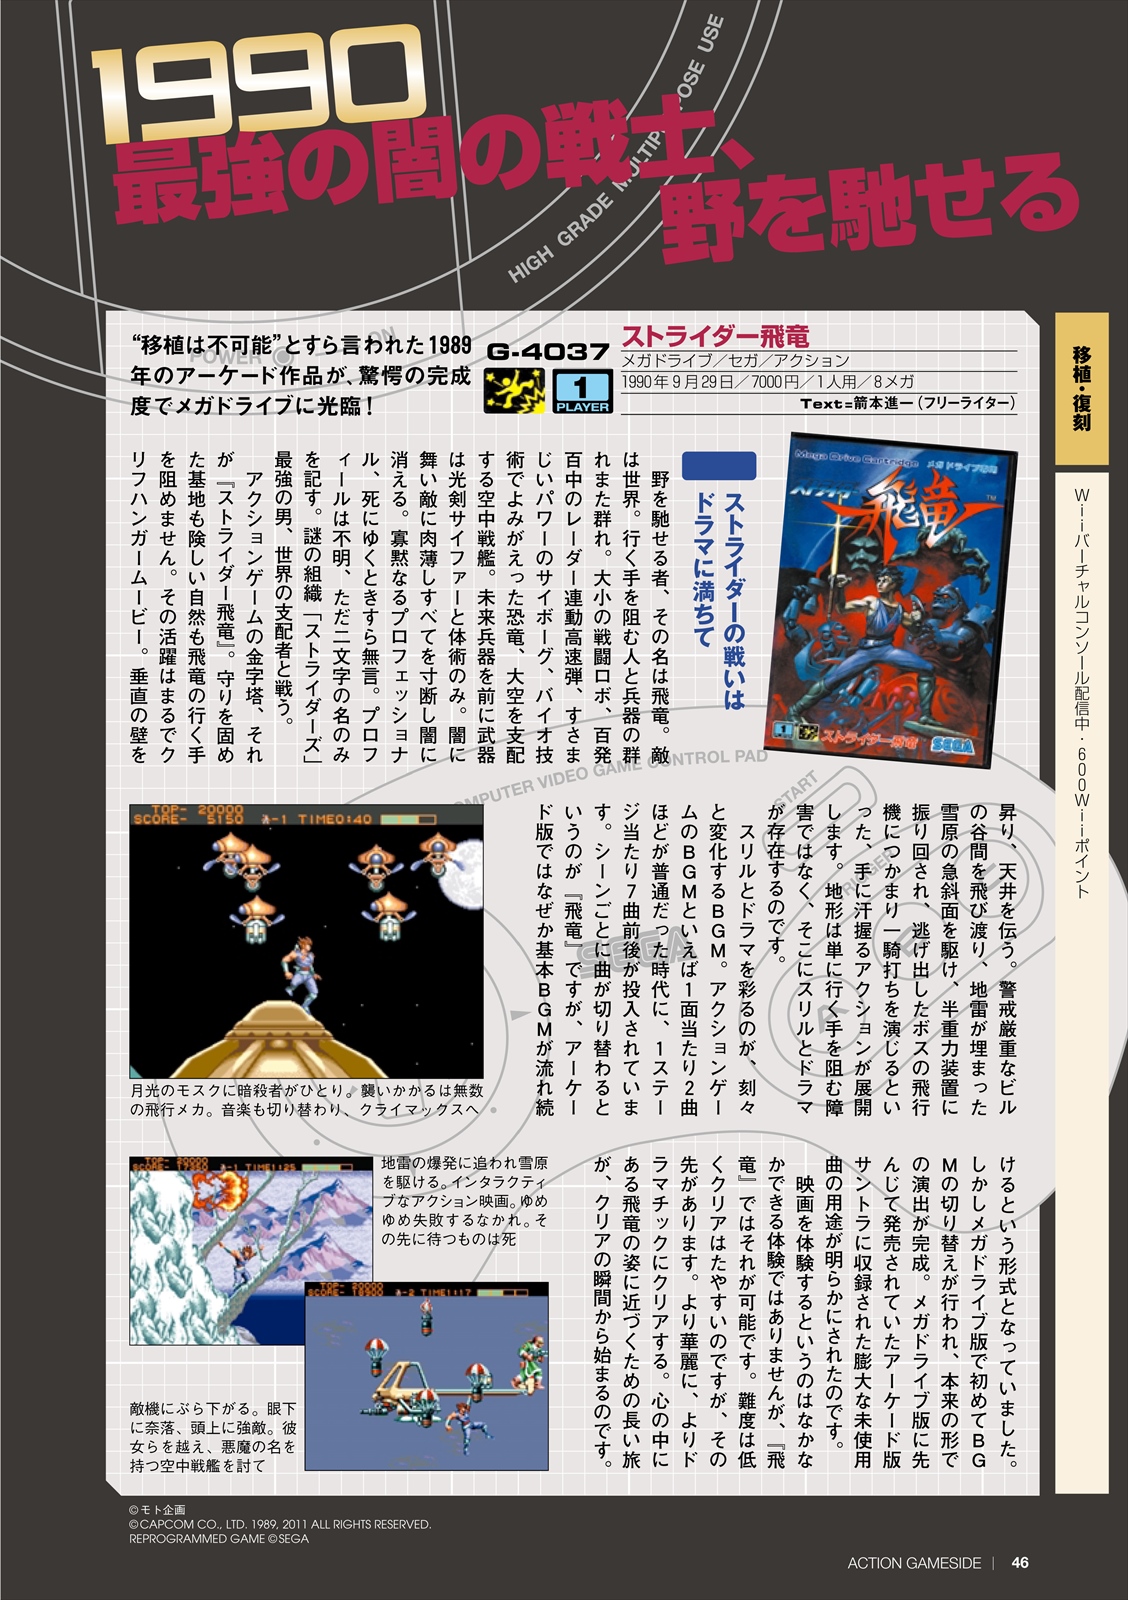 1990
最強の闇の戦士、
野を馳せる
HIGH GRADE MULTIPURPOSE USE
POWER ON
“移植は不可能”とすら言われた1989
年のアーケード作品が、驚愕の完成
度でメガドライブに光臨！
G-4037
1
PLAYER
ストライダー飛竜
メガドライブ／セガ／アクション
1990年9月29日／7000円／1人用／8メガ
Text=箭本進一（フリーライター）
移植・復刻
Wiiバーチャルコンソール配信中・600Wiiポイント
Mega Drive Cartridge メガドライブ専用
ストライダー飛竜
TM
1
ストライダー飛竜
SEGA
ストライダーの戦いは
ドラマに満ちて
野を馳せる者、その名は飛竜。敵
は世界。行く手を阻む人と兵器の群
れまた群れ。大小の戦闘ロボ、百発
百中のレーダー連動高速弾、すさま
じいパワーのサイボーグ、バイオ技
術でよみがえった恐竜、大空を支配
する空中戦艦。未来兵器を前に武器
は光剣サイファーと体術のみ。闇に
舞い敵に肉薄しすべてを寸断し闇に
消える。寡黙なるプロフェッショナ
ル、死にゆくときすら無言。プロフ
ィールは不明、ただ二文字の名のみ
を記す。謎の組織「ストライダーズ」
最強の男、世界の支配者と戦う。
アクションゲームの金字塔、それ
が『ストライダー飛竜』。守りを固め
た基地も険しい自然も飛竜の行く手
を阻めません。その活躍はまるでク
リフハンガームービー。垂直の壁を
昇り、天井を伝う。警戒厳重なビル
の谷間を飛び渡り、地雷が埋まった
雪原の急斜面を駆け、半重力装置に
振り回され、逃げ出したボスの飛行
機につかまり一騎打ちを演じるとい
った、手に汗握るアクションが展開
します。地形は単に行く手を阻む障
害ではなく、そこにスリルとドラマ
が存在するのです。
スリルとドラマを彩るのが、刻々
と変化するBGM。アクションゲー
ムのBGMといえば1面当たり2曲
ほどが普通だった時代に、1ステー
ジ当たり7曲前後が投入されていま
す。シーンごとに曲が切り替わると
いうのが『飛竜』ですが、アーケー
ド版ではなぜか基本BGMが流れ続
けるという形式となっていました。
しかしメガドライブ版で初めてBG
Mの切り替えが行われ、本来の形で
の演出が完成。メガドライブ版に先
んじて発売されていたアーケード版
サントラに収録された膨大な未使用
曲の用途が明らかにされたのです。
映画を体験するというのはなかな
かできる体験ではありませんが、『飛
竜』ではそれが可能です。難度は低
くクリアはたやすいのですが、その
先があります。より華麗に、よりド
ラマチックにクリアする。心の中に
ある飛竜の姿に近づくための長い旅
が、クリアの瞬間から始まるのです。
COMPUTER VIDEO GAME CONTROL PAD
START
TRIGGER
SEGA
A
B
C
TOP- 20000
SCORE- 5150 -1 TIME0:40
月光のモスクに暗殺者がひとり。襲いかかるは無数
の飛行メカ。音楽も切り替わり、クライマックスへ
TOP- 20000
-1 TIME1:25
地雷の爆発に追われ雪原
を駆ける。インタラクティ
ブなアクション映画。ゆめ
ゆめ失敗するなかれ。そ
の先に待つものは死
TOP- 20000
SCORE- 18900 -2 TIME1:17
敵機にぶら下がる。眼下
に奈落、頭上に強敵。彼
女らを越え、悪魔の名を
持つ空中戦艦を討て
©モト企画
©CAPCOM CO., LTD. 1989, 2011 ALL RIGHTS RESERVED.
REPROGRAMMED GAME ©SEGA
ACTION GAMESIDE | 46